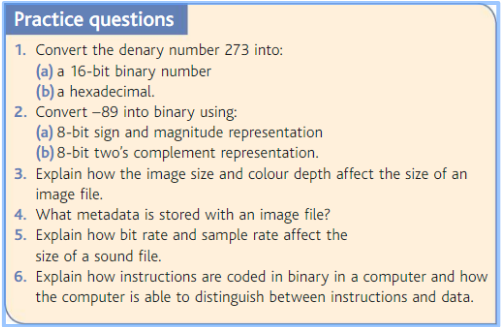 Practice questions
1. Convert the denary number 273 into:
(a) a 16-bit binary number
(b) a hexadecimal.
2. Convert –89 into binary using:
(a) 8-bit sign and magnitude representation
(b) 8-bit two's complement representation.
3. Explain how the image size and colour depth affect the size of an
image file.
4. What metadata is stored with an image file?
5. Explain how bit rate and sample rate affect the
size of a sound file.
6. Explain how instructions are coded in binary in a computer and how
the computer is able to distinguish between instructions and data.